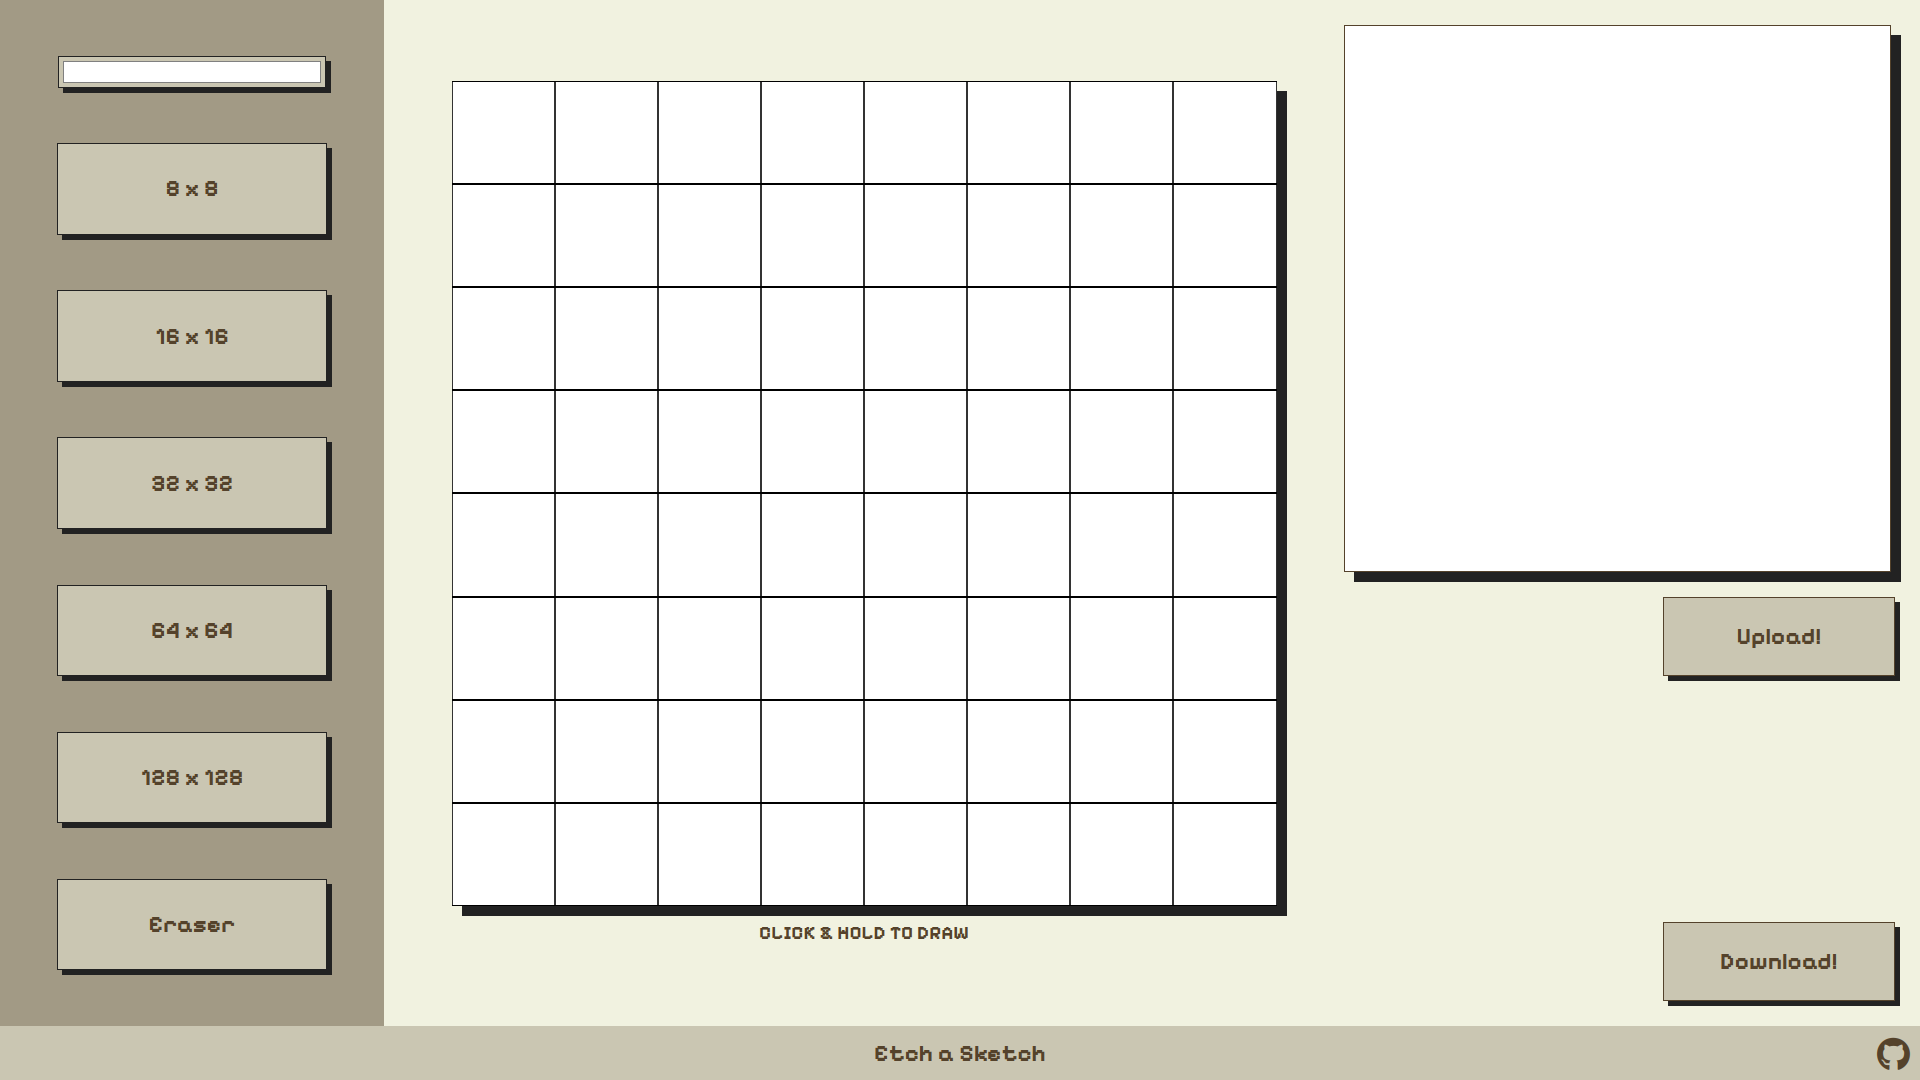 8 x 8
16 x 16
32 x 32
64 x 64
128 x 128
Eraser
CLICK & HOLD TO DRAW
Upload!
Download!
Etch a Sketch